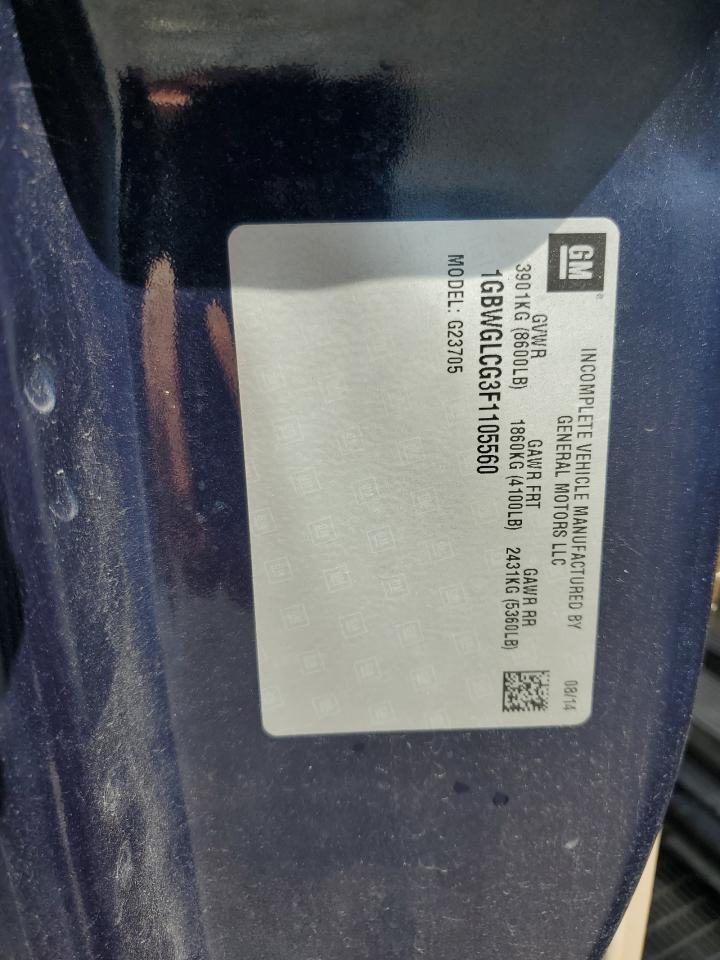 GM
INCOMPLETE VEHICLE MANUFACTURED BY
GENERAL MOTORS LLC
08/14
GVWR GAWR FRT GAWR RR
3901KG (8600LB) 1860KG (4100LB) 2431KG (5360LB)
1GBWGLCG3F1105560
MODEL: G23705